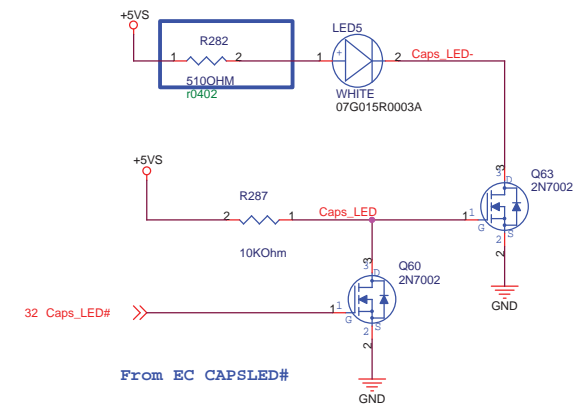 +5VS
LED5
1 R282 2
1 + 2 Caps_LED-
510OHM
r0402
WHITE
07G015R0003A
+5VS
3
3 D
Q63
2N7002
R287
2 1 Caps_LED 1 1
G
2 S
2
10KOhm
3
3 D
Q60
2N7002
GND
32 Caps_LED# 1 1
G
2 S
2
From EC CAPSLED#
GND